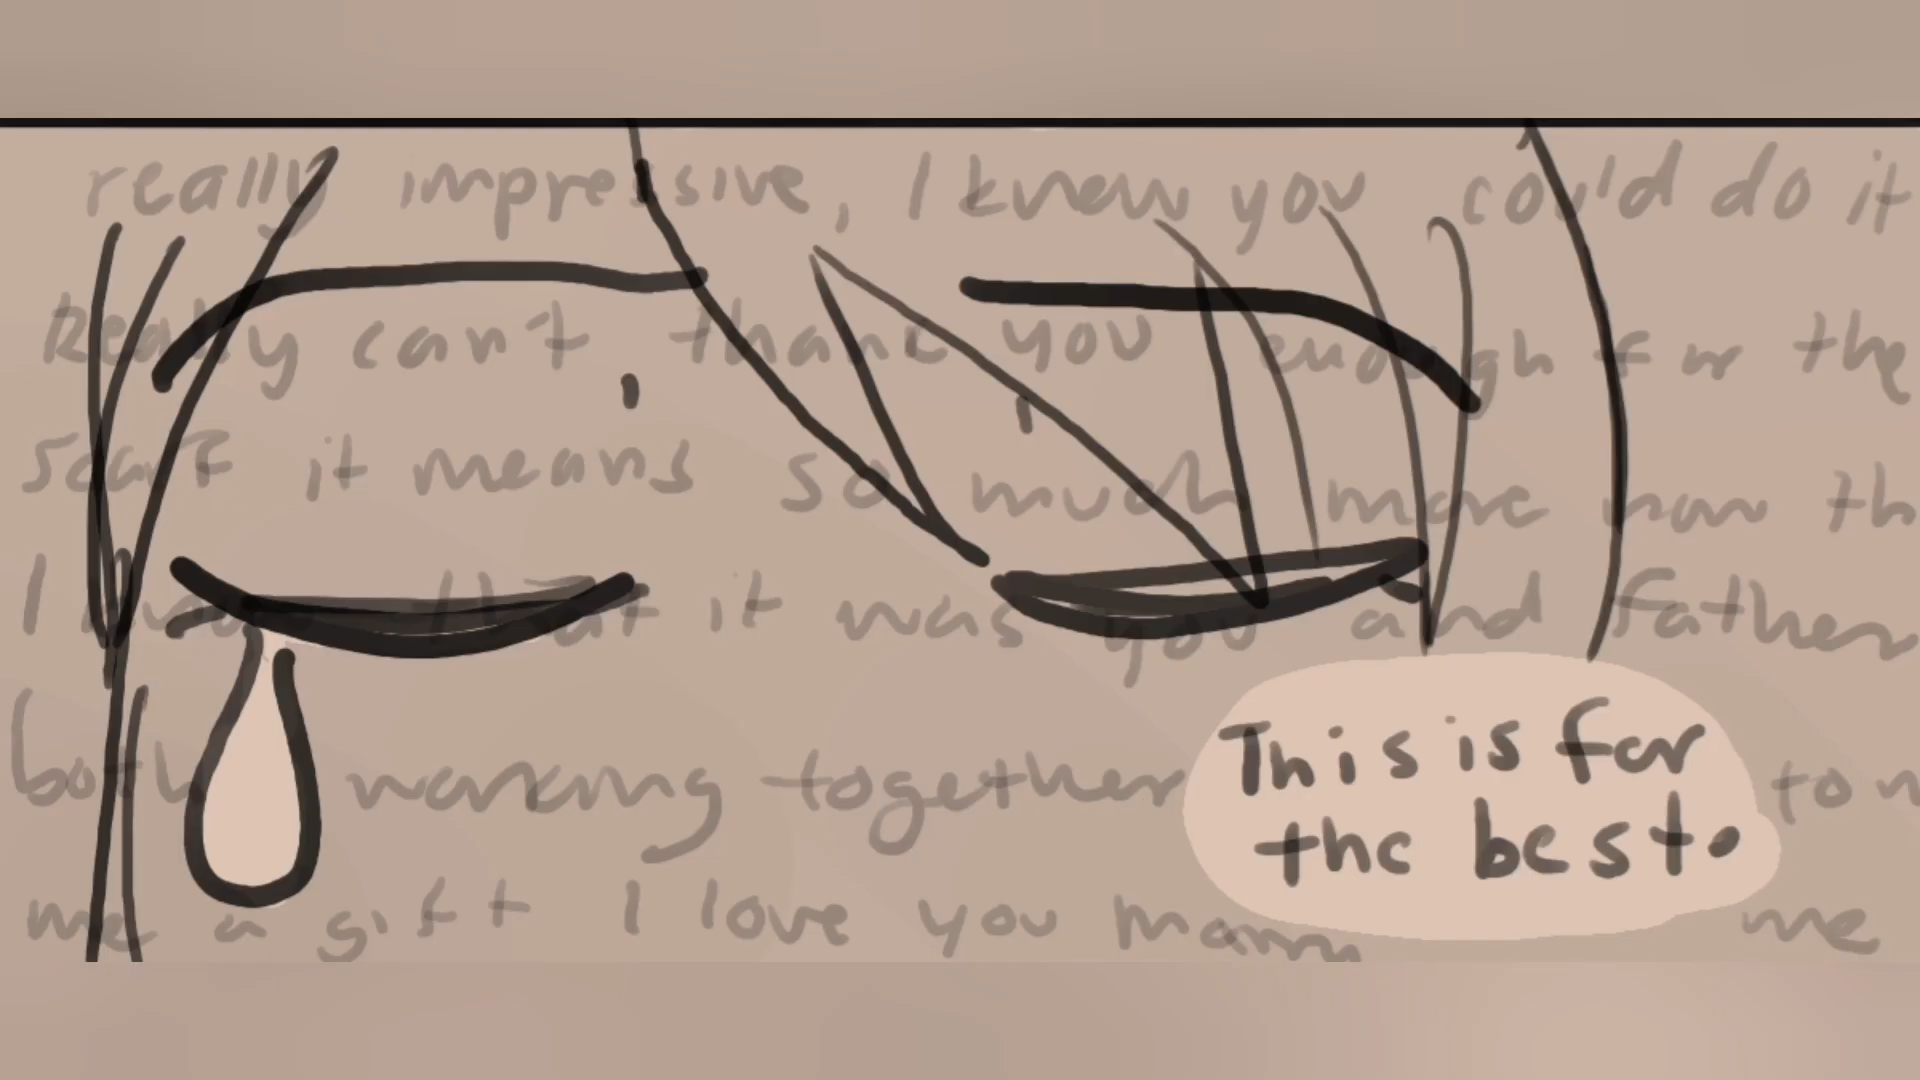 really impressive, I knew you could do it
Really can't thank you enough for the
scarf it means so much more now th
I know that it was you and father
both working together
to m
me a gift I love you mom
me
This is for
the best.